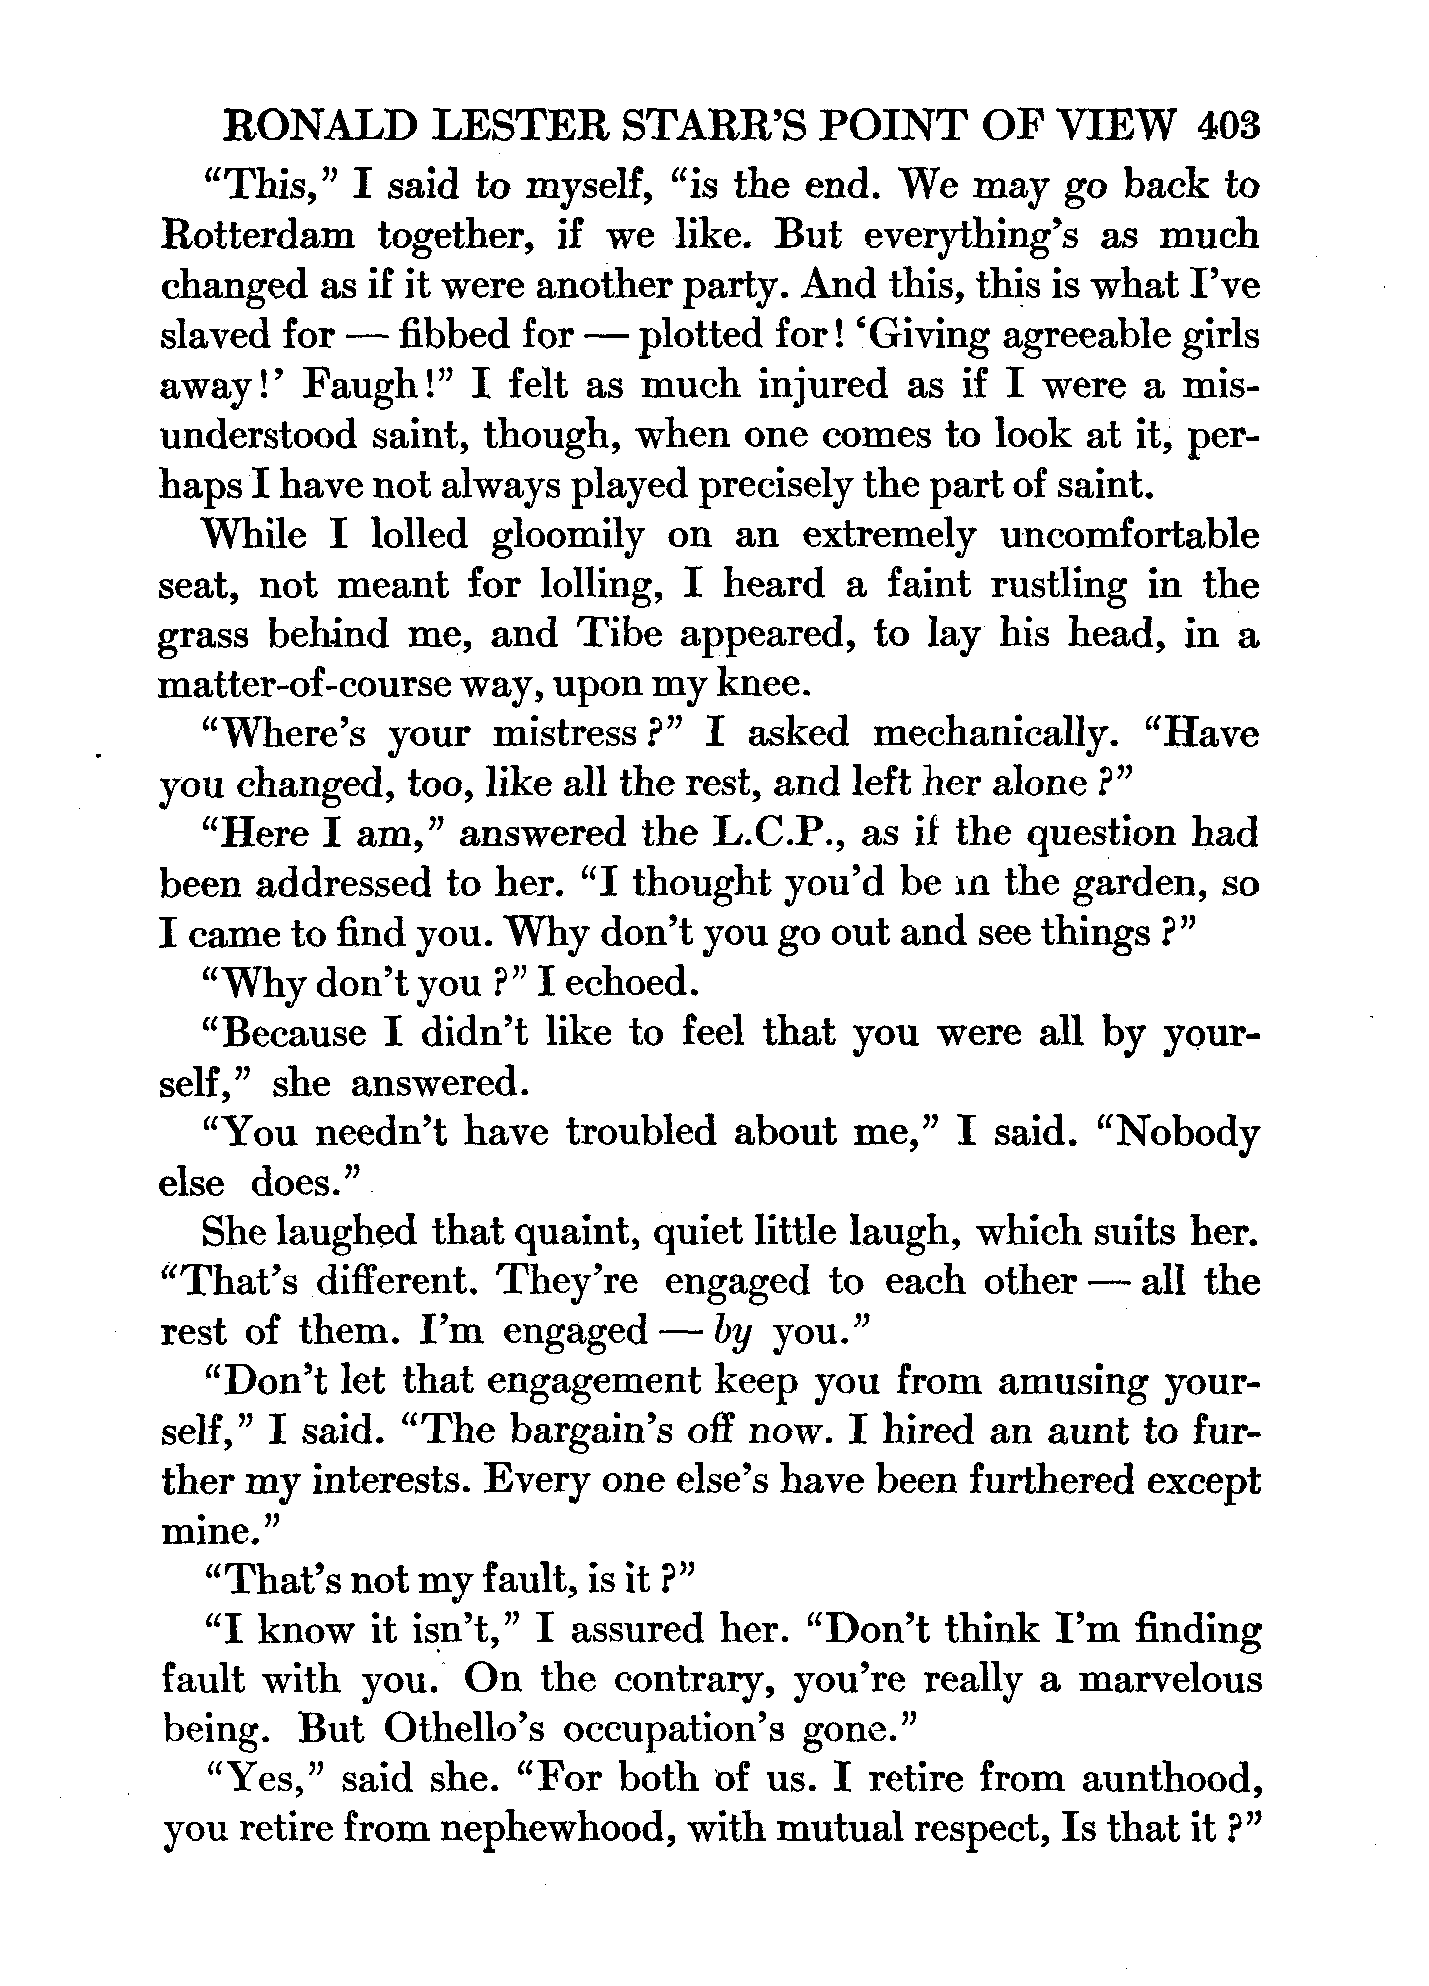 RONALD LESTER STARR'S POINT OF VIEW 403
“This,” I said to myself, “is the end. We may go back to
Rotterdam together, if we like. But everything's as much
changed as if it were another party. And this, this is what I've
slaved for — fibbed for — plotted for! ‘Giving agreeable girls
away!’ Faugh!” I felt as much injured as if I were a mis-
understood saint, though, when one comes to look at it, per-
haps I have not always played precisely the part of saint.
While I lolled gloomily on an extremely uncomfortable
seat, not meant for lolling, I heard a faint rustling in the
grass behind me, and Tibe appeared, to lay his head, in a
matter-of-course way, upon my knee.
“Where's your mistress?” I asked mechanically. “Have
you changed, too, like all the rest, and left her alone?”
“Here I am,” answered the L.C.P., as if the question had
been addressed to her. “I thought you'd be in the garden, so
I came to find you. Why don't you go out and see things?”
“Why don't you?” I echoed.
“Because I didn't like to feel that you were all by your-
self,” she answered.
“You needn't have troubled about me,” I said. “Nobody
else does.”
She laughed that quaint, quiet little laugh, which suits her.
“That's different. They're engaged to each other — all the
rest of them. I'm engaged — by you.”
“Don't let that engagement keep you from amusing your-
self,” I said. “The bargain's off now. I hired an aunt to fur-
ther my interests. Every one else's have been furthered except
mine.”
“That's not my fault, is it?”
“I know it isn't,” I assured her. “Don't think I'm finding
fault with you. On the contrary, you're really a marvelous
being. But Othello's occupation's gone.”
“Yes,” said she. “For both of us. I retire from aunthood,
you retire from nephewhood, with mutual respect, Is that it?”